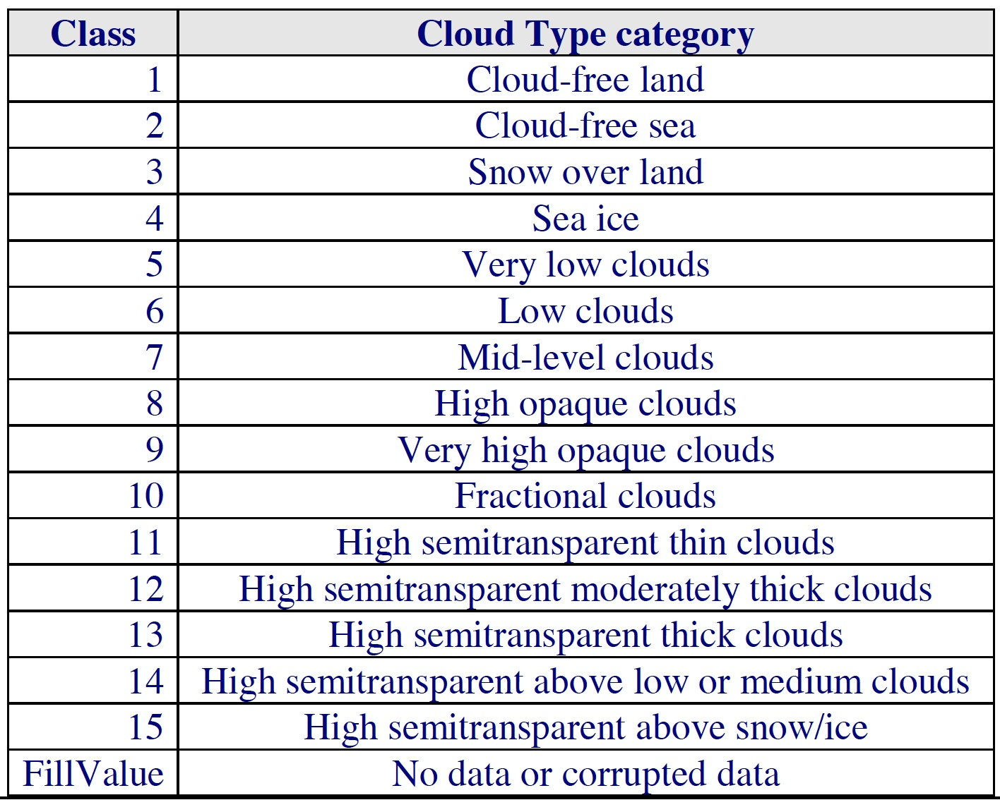 Class Cloud Type category
1 Cloud-free land
2 Cloud-free sea
3 Snow over land
4 Sea ice
5 Very low clouds
6 Low clouds
7 Mid-level clouds
8 High opaque clouds
9 Very high opaque clouds
10 Fractional clouds
11 High semitransparent thin clouds
12 High semitransparent moderately thick clouds
13 High semitransparent thick clouds
14 High semitransparent above low or medium clouds
15 High semitransparent above snow/ice
FillValue No data or corrupted data